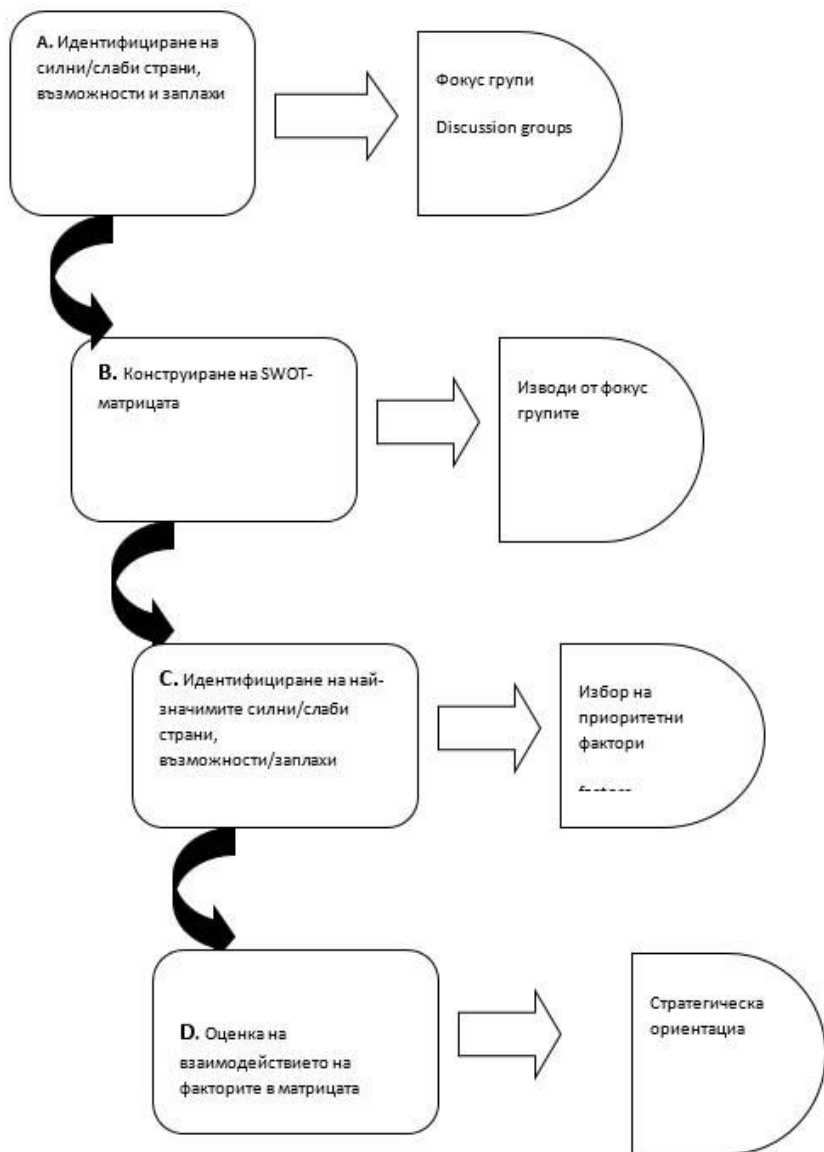 A. Идентифициране на
силни/слаби страни,
възможности и заплахи
Фокус групи
Discussion groups
B. Конструиране на SWOT-
матрицата
Изводи от фокус
групите
C. Идентифициране на най-
значимите силни/слаби
страни,
възможности/заплахи
Избор на
приоритетни
фактори
D. Оценка на
взаимодействието на
факторите в матрицата
Стратегическа
ориентация